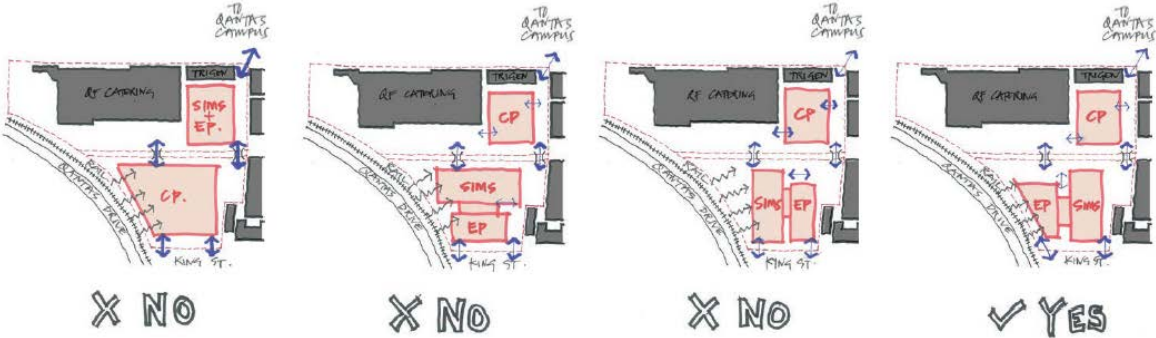 TO
QANTAS
CAMPUS
TRIGEN
QF CATERING
SIMS
+
EP.
RAIL
QANTAS DRIVE
CP.
KING ST.
X NO
TO
QANTAS
CAMPUS
TRIGEN
QF CATERING
CP
RAIL
QANTAS DRIVE
SIMS
EP
KING ST.
X NO
TO
QANTAS
CAMPUS
TRIGEN
QF CATERING
CP
RAIL
QANTAS DRIVE
SIMS
EP
KING ST.
X NO
TO
QANTAS
CAMPUS
TRIGEN
QF CATERING
CP
RAIL
QANTAS DRIVE
EP
SIMS
KING ST.
✓ YES